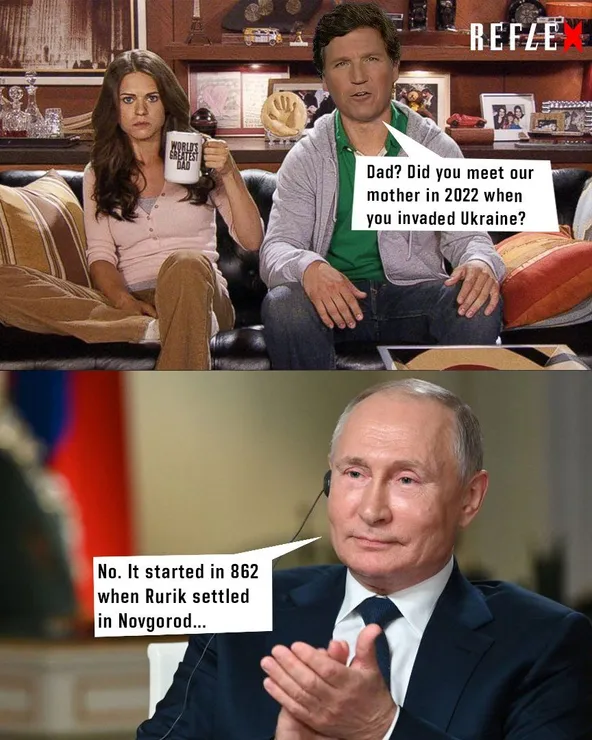 REFLEX
WORLD'S
GREATEST
DAD
Dad? Did you meet our
mother in 2022 when
you invaded Ukraine?
No. It started in 862
when Rurik settled
in Novgorod...